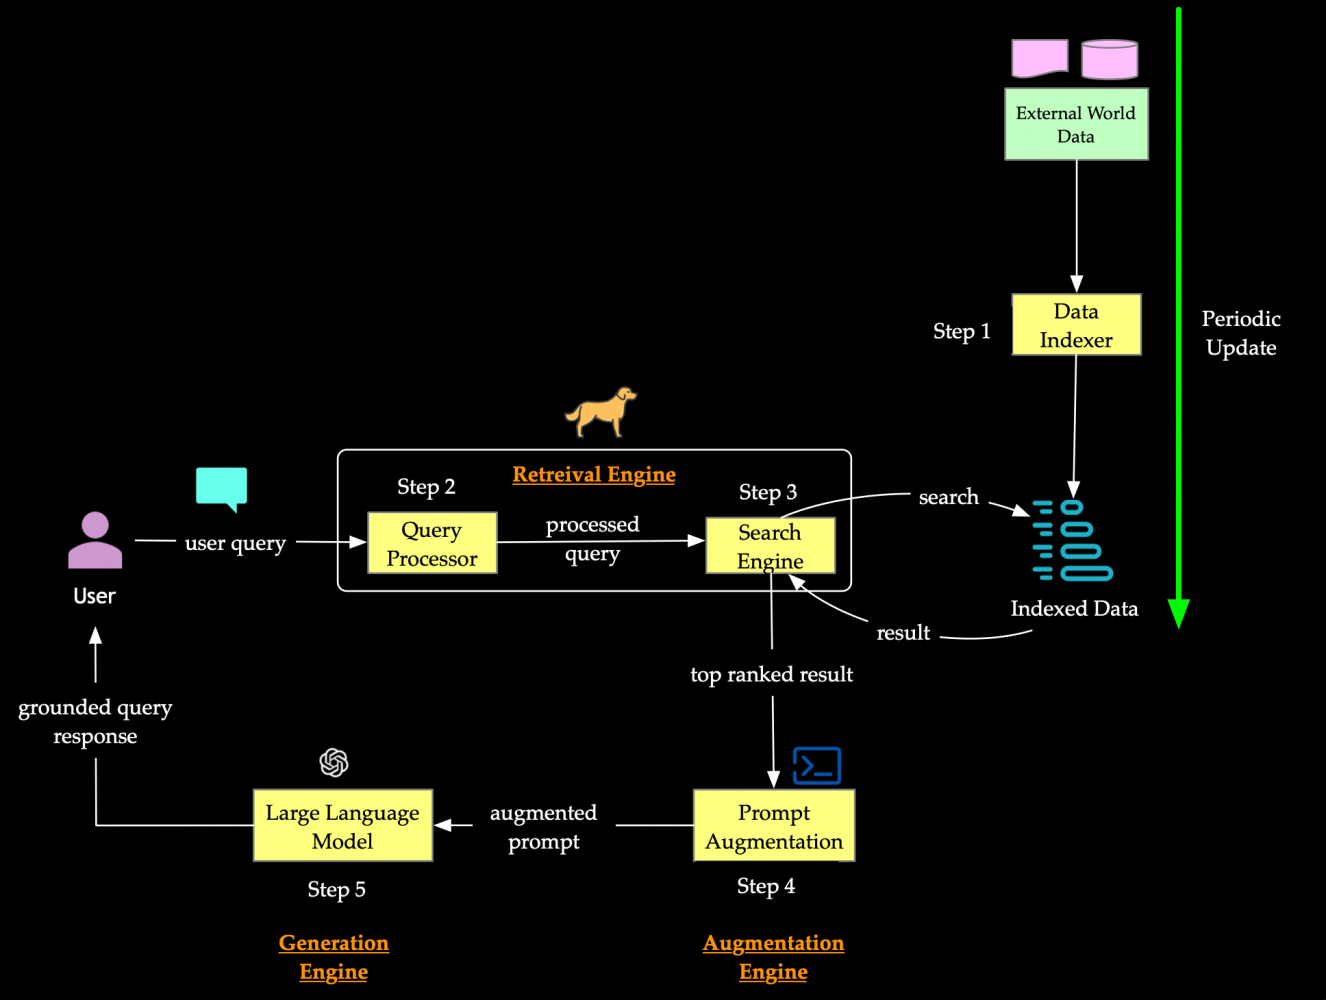 External World
Data
Step 1
Data
Indexer
Periodic
Update
Retreival Engine
Step 2
Query
Processor
processed
query
Step 3
Search
Engine
search
Indexed Data
result
user query
User
top ranked result
grounded query
response
Large Language
Model
Step 5
augmented
prompt
Prompt
Augmentation
Step 4
Generation
Engine
Augmentation
Engine